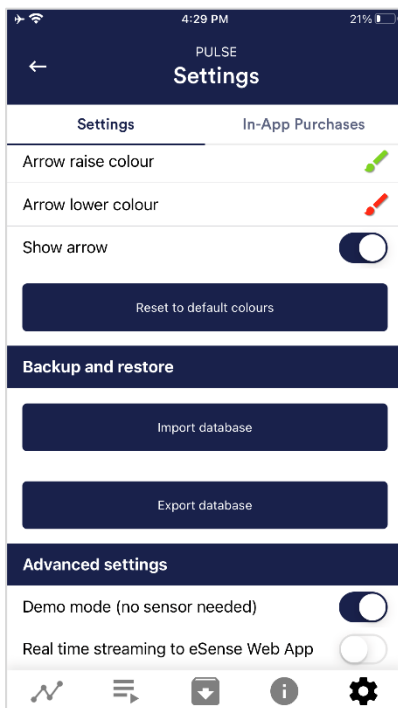 4:29 PM
21%
PULSE
Settings
Settings
In-App Purchases
Arrow raise colour
Arrow lower colour
Show arrow
Reset to default colours
Backup and restore
Import database
Export database
Advanced settings
Demo mode (no sensor needed)
Real time streaming to eSense Web App